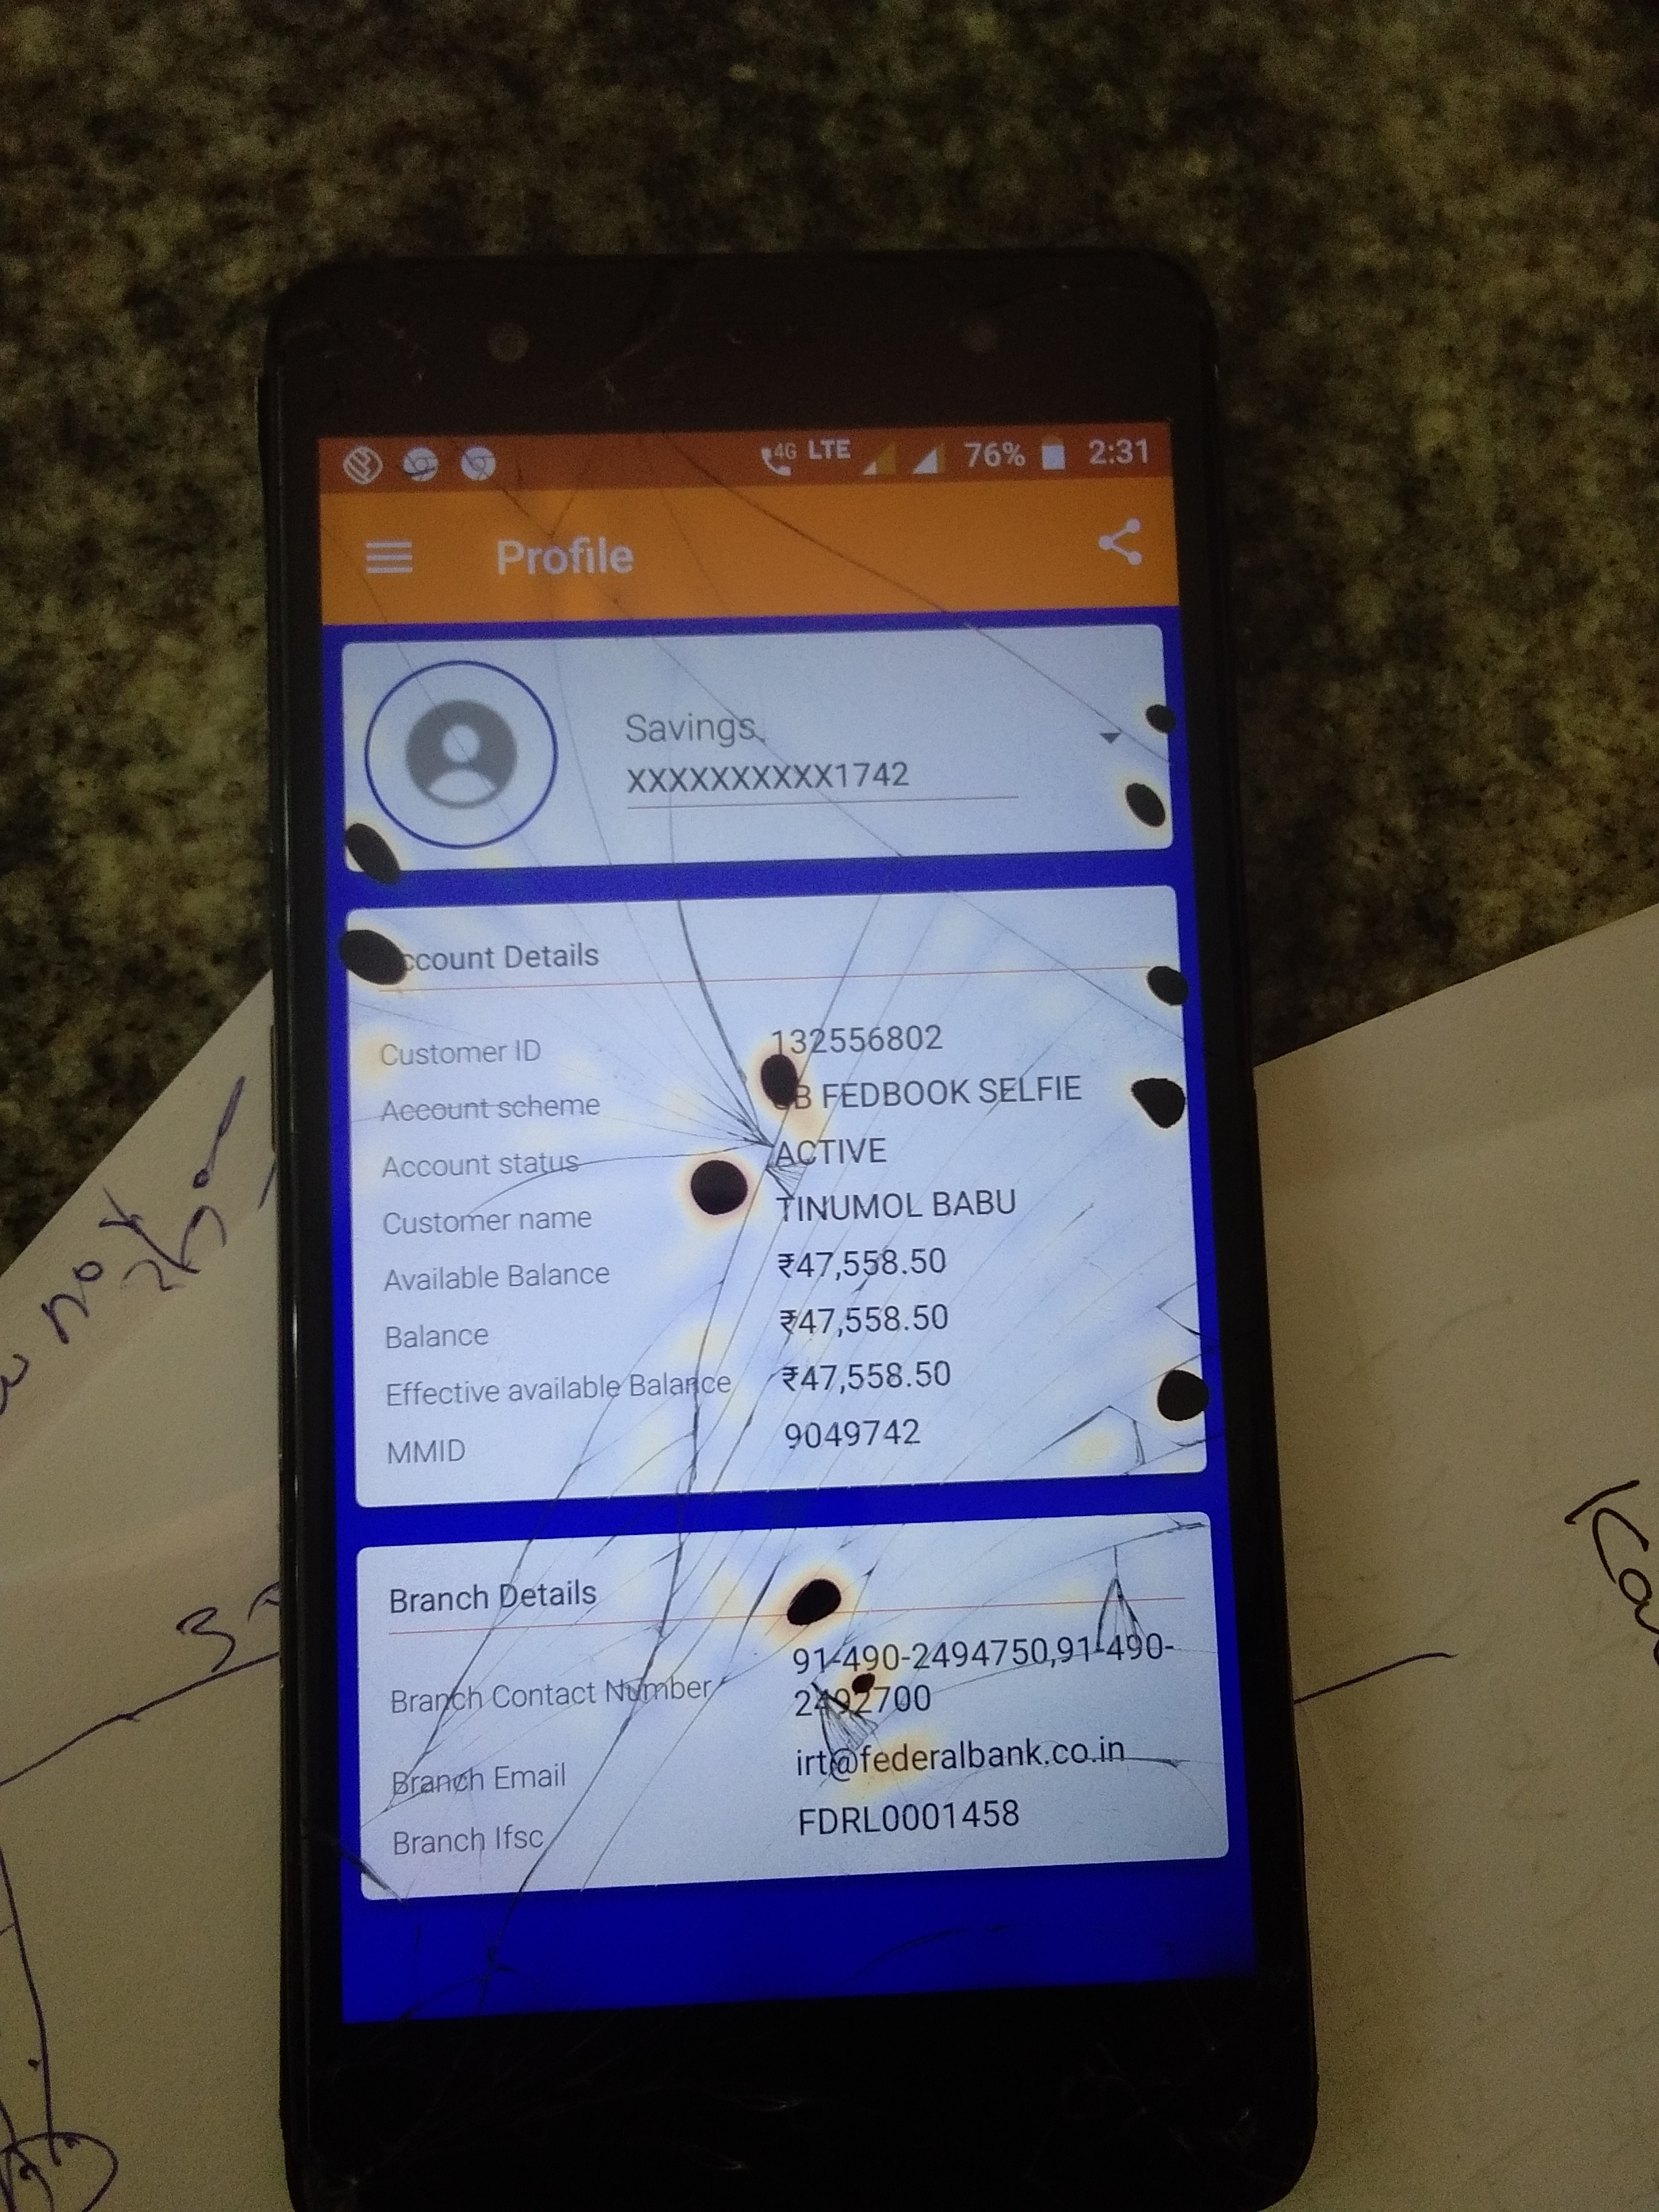 4G LTE 76% 2:31
Profile
Savings
XXXXXXXXXX1742
ccount Details
Customer ID 132556802
Account scheme B FEDBOOK SELFIE
Account status ACTIVE
Customer name TINUMOL BABU
Available Balance ₹47,558.50
Balance ₹47,558.50
Effective available Balance ₹47,558.50
MMID 9049742
Branch Details
Branch Contact Number 91-490-2494750,91-490-
2492700
Branch Email irt@federalbank.co.in
Branch Ifsc FDRL0001458